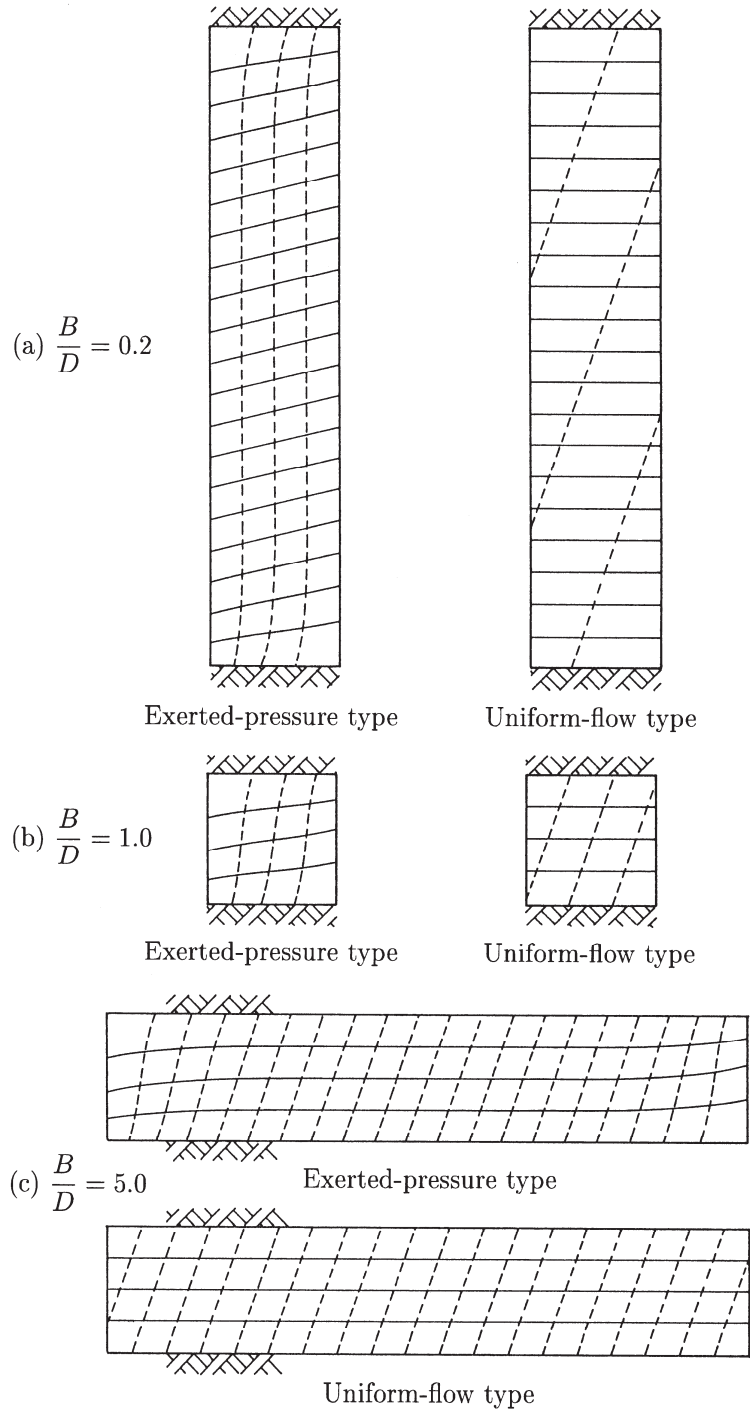 (a) B/D = 0.2
Exerted-pressure type
Uniform-flow type
(b) B/D = 1.0
Exerted-pressure type
Uniform-flow type
(c) B/D = 5.0
Exerted-pressure type
Uniform-flow type